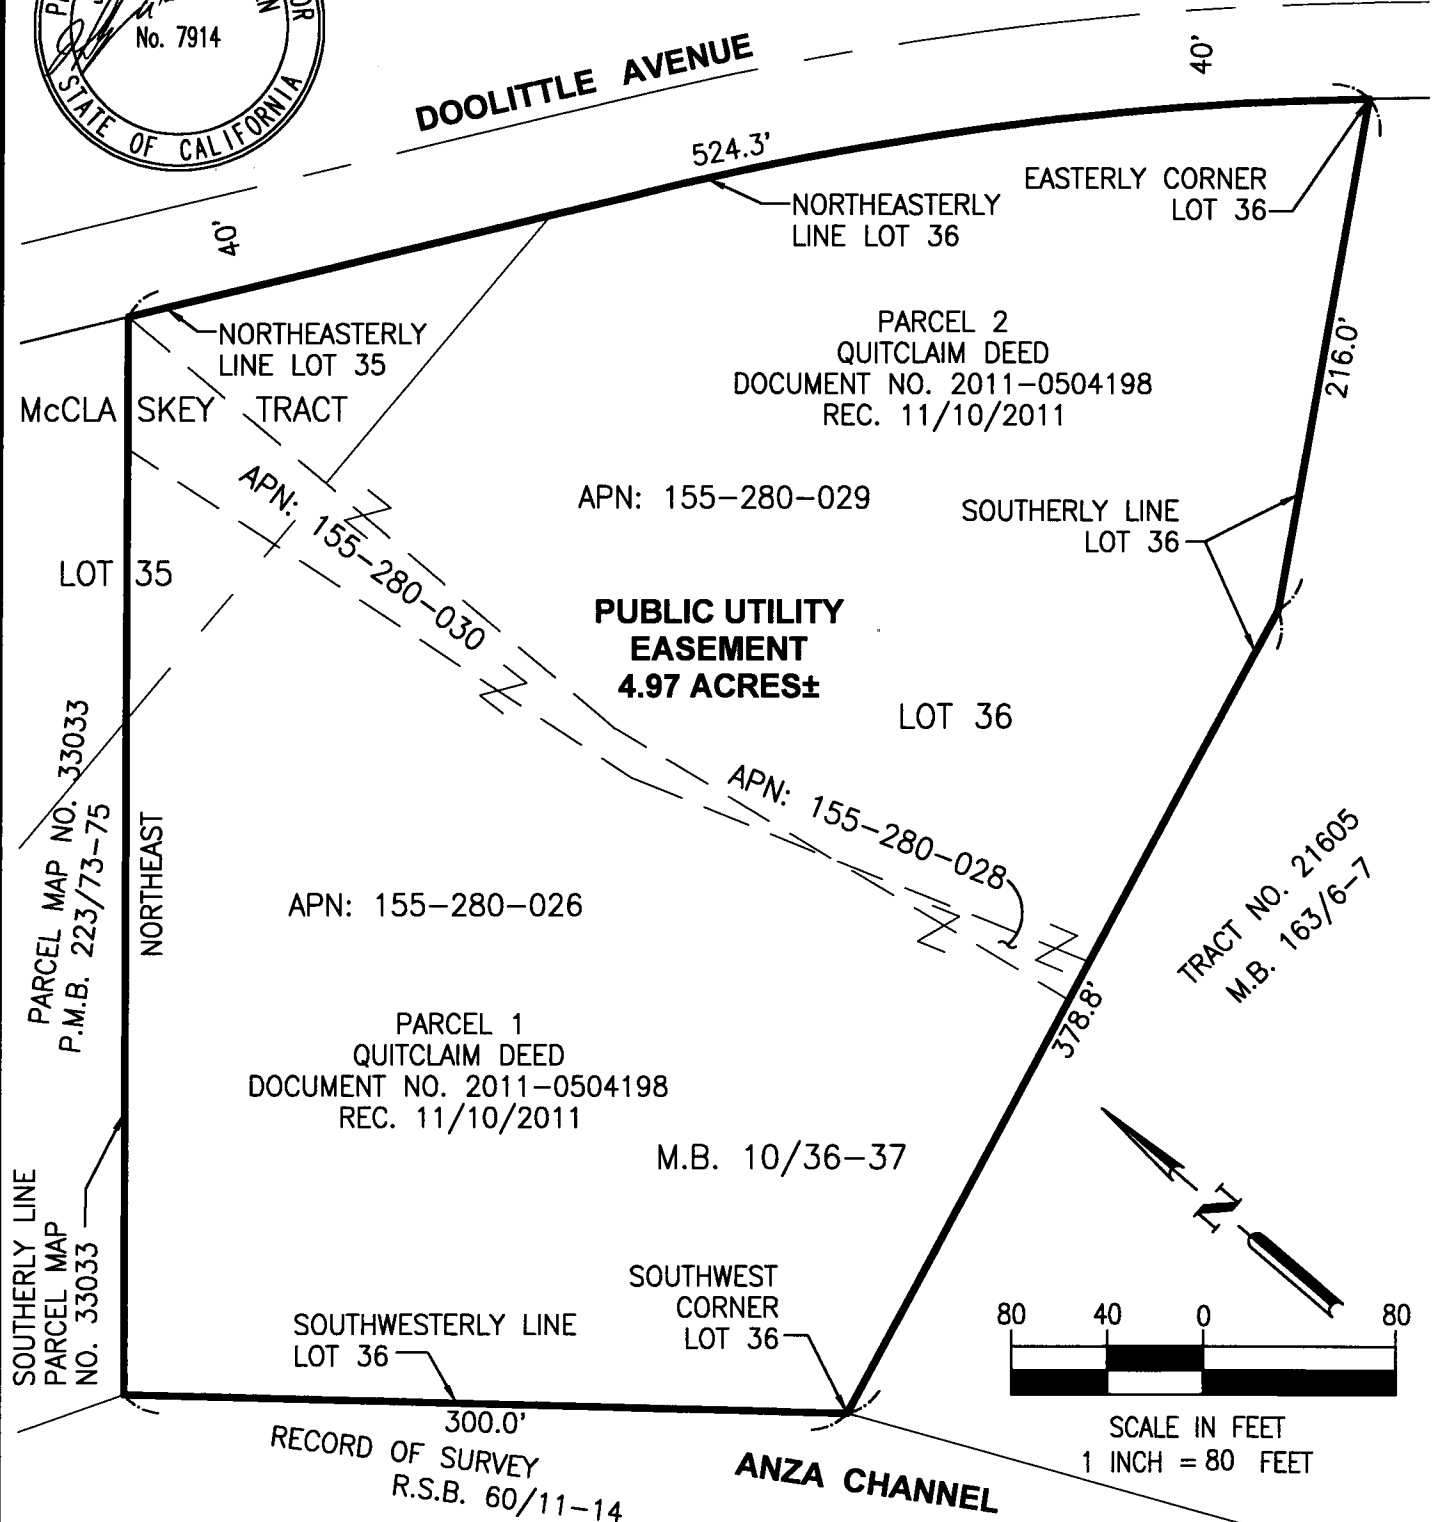 No. 7914
STATE OF CALIFORNIA
DOOLITTLE AVENUE
40'
40'
524.3'
NORTHEASTERLY
LINE LOT 36
EASTERLY CORNER
LOT 36
NORTHEASTERLY
LINE LOT 35
McCLA SKEY TRACT
PARCEL 2
QUITCLAIM DEED
DOCUMENT NO. 2011-0504198
REC. 11/10/2011
216.0'
APN: 155-280-030
APN: 155-280-029
SOUTHERLY LINE
LOT 36
LOT 35
PUBLIC UTILITY
EASEMENT
4.97 ACRES±
LOT 36
PARCEL MAP NO. 33033
P.M.B. 223/73-75
NORTHEAST
APN: 155-280-028
TRACT NO. 21605
M.B. 163/6-7
APN: 155-280-026
378.8'
PARCEL 1
QUITCLAIM DEED
DOCUMENT NO. 2011-0504198
REC. 11/10/2011
M.B. 10/36-37
N
SOUTHERLY LINE
PARCEL MAP
NO. 33033
SOUTHWESTERLY LINE
LOT 36
SOUTHWEST
CORNER
LOT 36
80 40 0 80
SCALE IN FEET
1 INCH = 80 FEET
300.0'
RECORD OF SURVEY
R.S.B. 60/11-14
ANZA CHANNEL